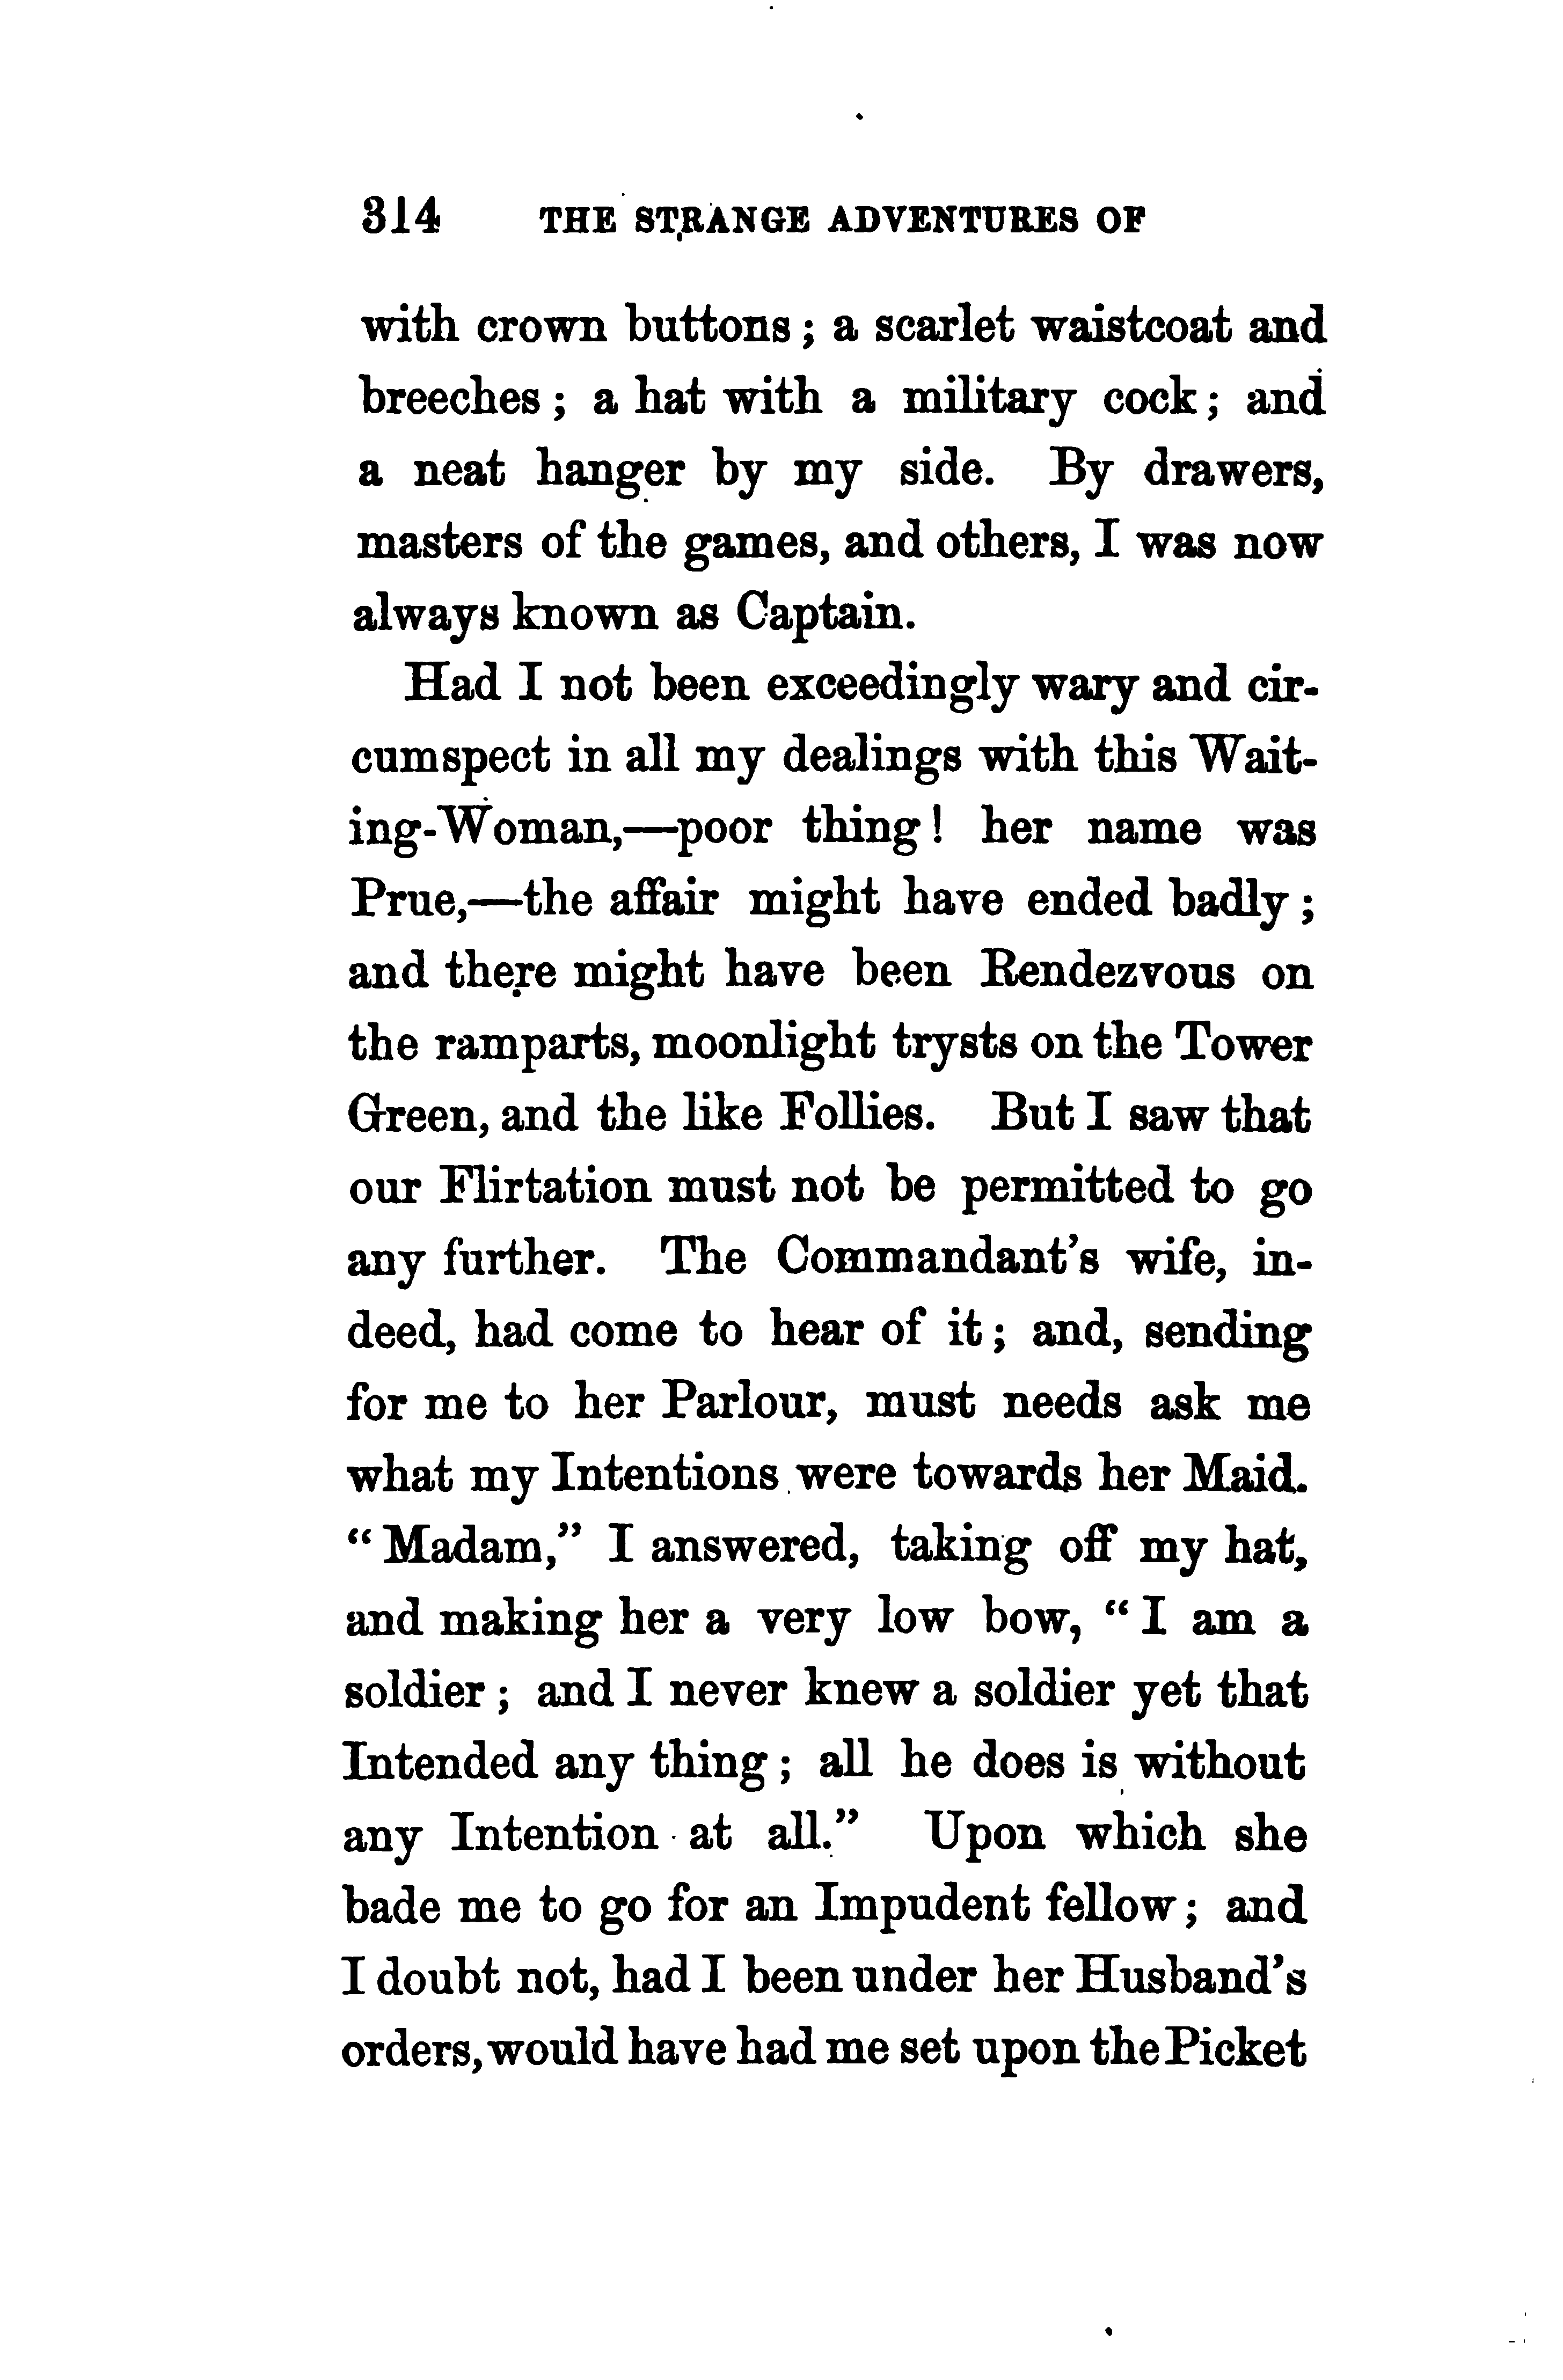 314 THE STRANGE ADVENTURES OF
with crown buttons; a scarlet waistcoat and
breeches; a hat with a military cock; and
a neat hanger by my side. By drawers,
masters of the games, and others, I was now
always known as Captain.
Had I not been exceedingly wary and cir-
cumspect in all my dealings with this Wait-
ing-Woman,—poor thing! her name was
Prue,—the affair might have ended badly;
and there might have been Rendezvous on
the ramparts, moonlight trysts on the Tower
Green, and the like Follies. But I saw that
our Flirtation must not be permitted to go
any further. The Commandant's wife, in-
deed, had come to hear of it; and, sending
for me to her Parlour, must needs ask me
what my Intentions were towards her Maid.
“Madam,” I answered, taking off my hat,
and making her a very low bow, “I am a
soldier; and I never knew a soldier yet that
Intended any thing; all he does is without
any Intention at all.” Upon which she
bade me to go for an Impudent fellow; and
I doubt not, had I been under her Husband's
orders, would have had me set upon the Picket